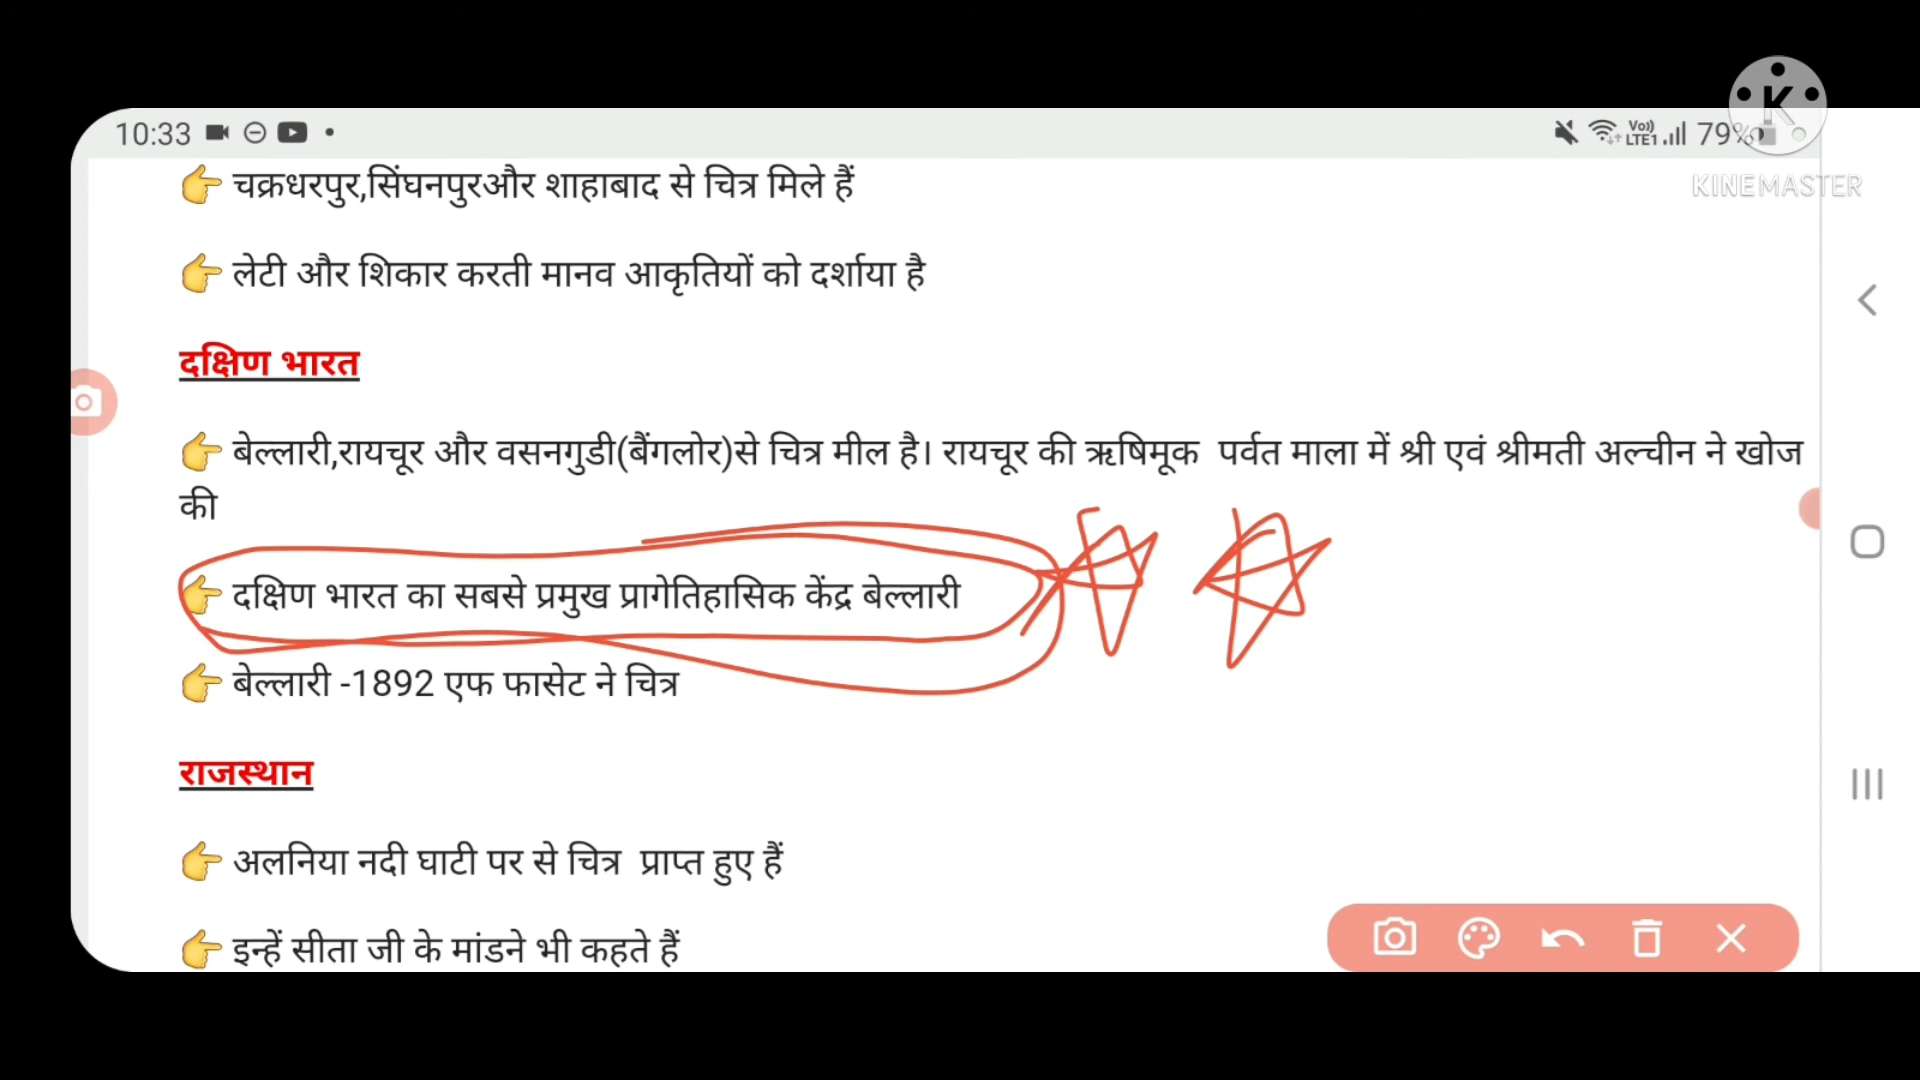 10:33
Vo)) LTE1 79%
K
KINEMASTER
👉 चक्रधरपुर,सिंघनपुरऔर शाहाबाद से चित्र मिले हैं
👉 लेटी और शिकार करती मानव आकृतियों को दर्शाया है
दक्षिण भारत
👉 बेल्लारी,रायचूर और वसनगुडी(बैंगलोर)से चित्र मील है। रायचूर की ऋषिमूक पर्वत माला में श्री एवं श्रीमती अल्चीन ने खोज
की
👉 दक्षिण भारत का सबसे प्रमुख प्रागेतिहासिक केंद्र बेल्लारी
👉 बेल्लारी -1892 एफ फासेट ने चित्र
राजस्थान
👉 अलनिया नदी घाटी पर से चित्र प्राप्त हुए हैं
👉 इन्हें सीता जी के मांडने भी कहते हैं